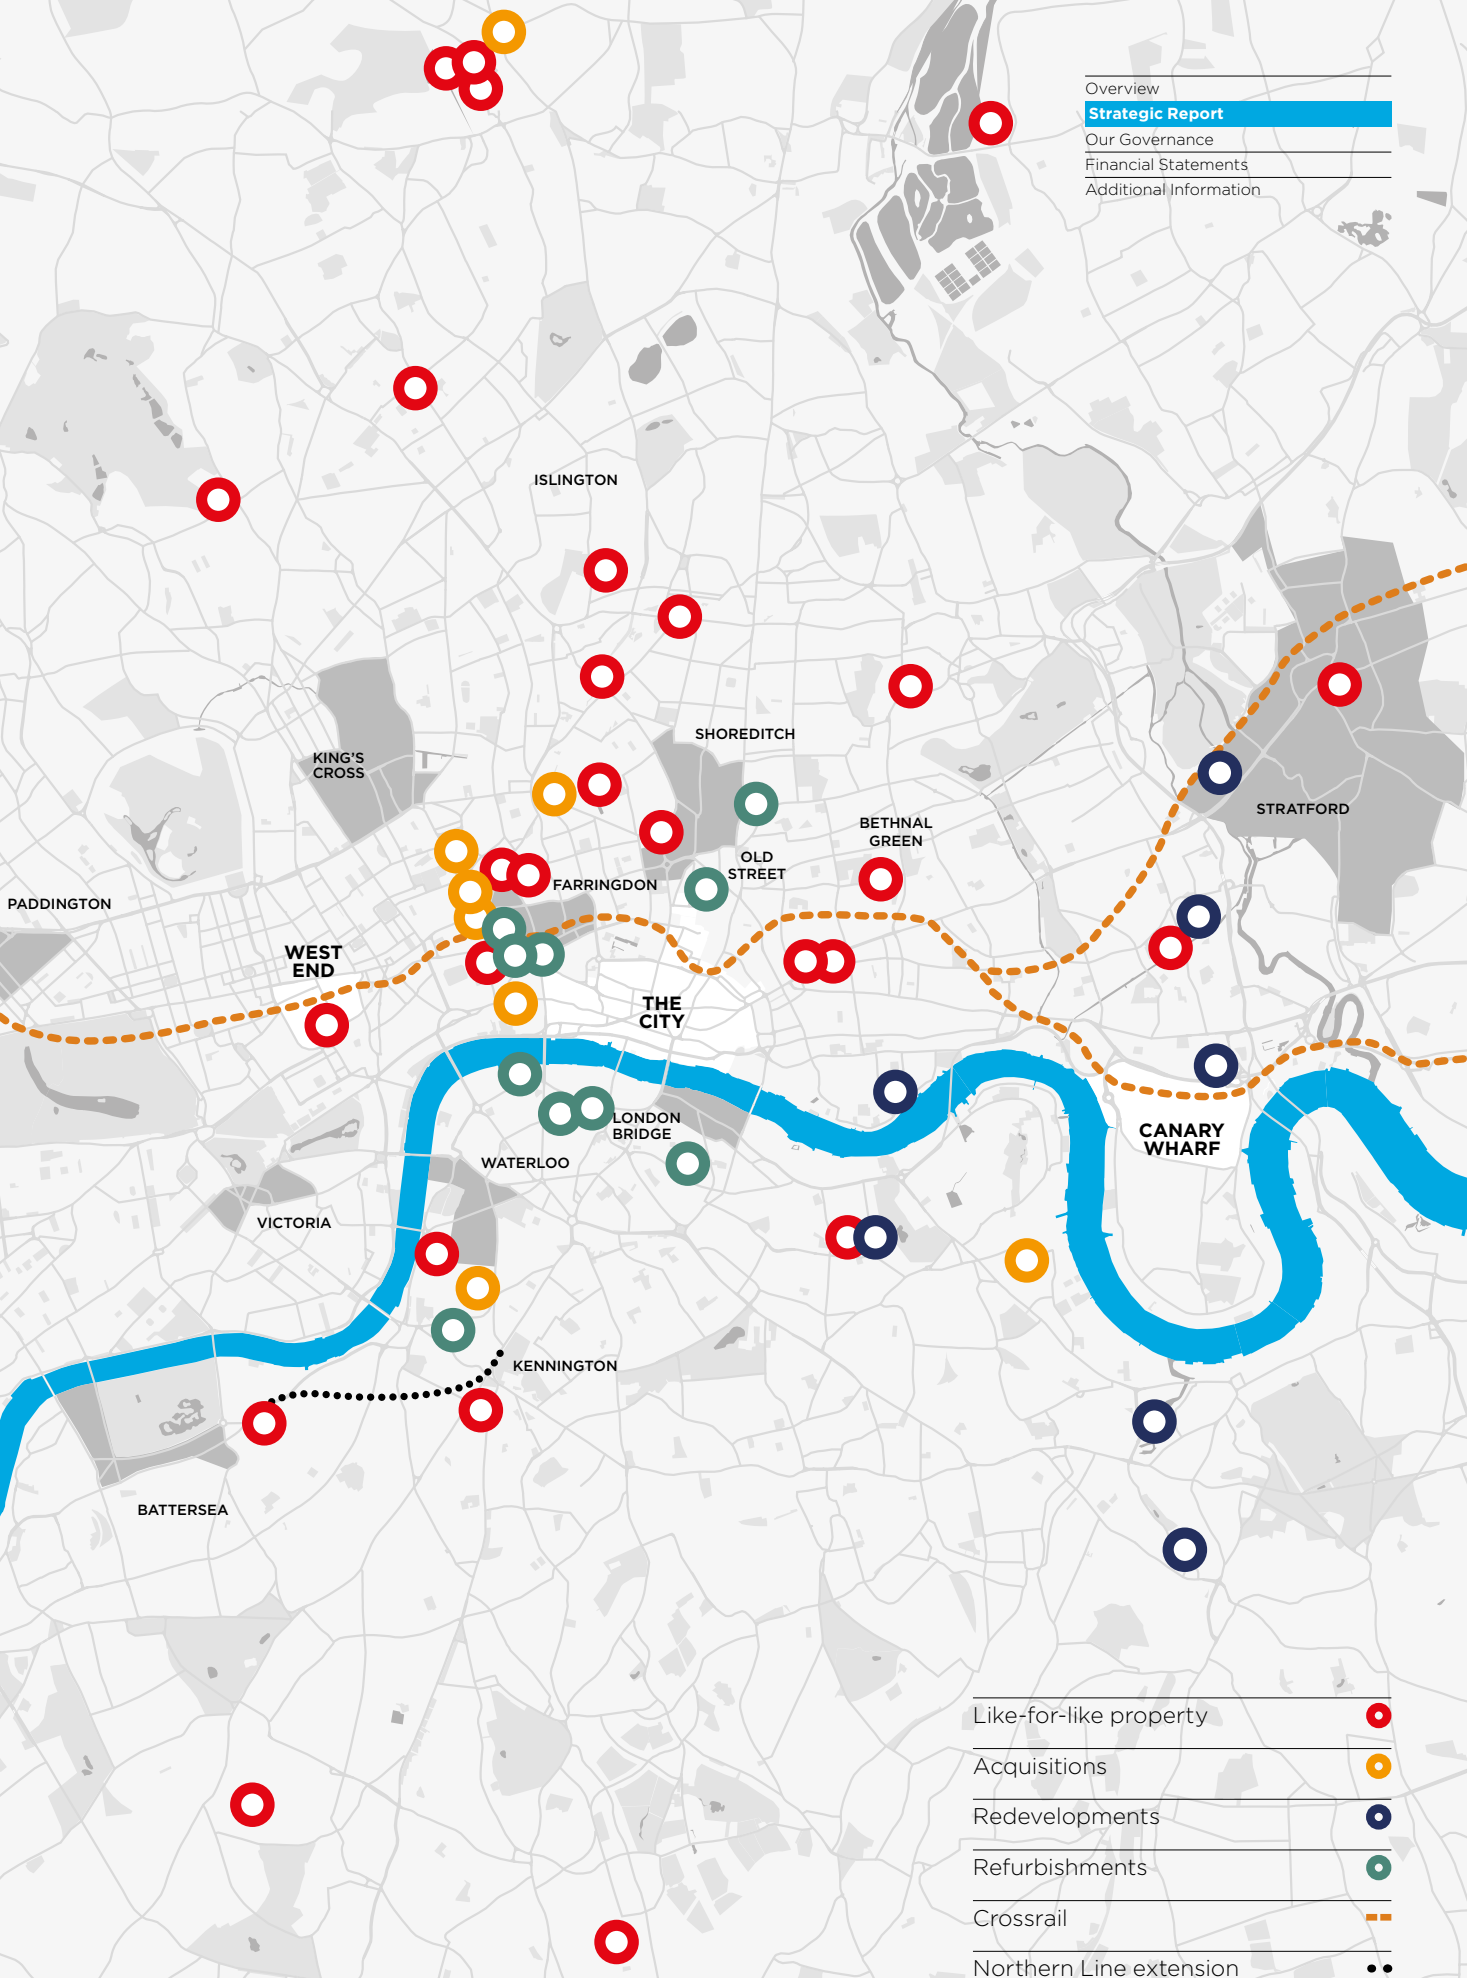 Overview
Strategic Report
Our Governance
Financial Statements
Additional Information
ISLINGTON
SHOREDITCH
KING'S
CROSS
STRATFORD
BETHNAL
GREEN
OLD
STREET
FARRINGDON
PADDINGTON
WEST
END
THE
CITY
LONDON
BRIDGE
CANARY
WHARF
WATERLOO
VICTORIA
KENNINGTON
BATTERSEA
Like-for-like property
Acquisitions
Redevelopments
Refurbishments
Crossrail
Northern Line extension